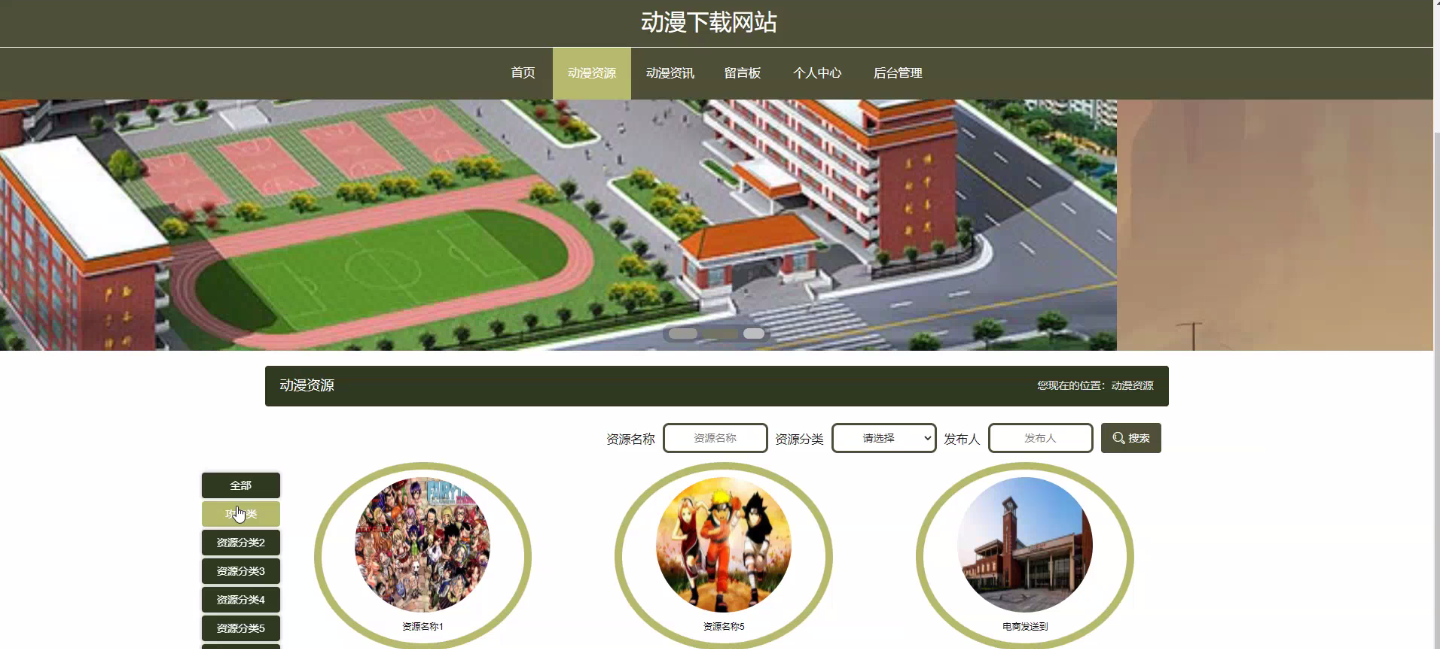 动漫下载网站
首页 动漫资源 动漫资讯 留言板 个人中心 后台管理
动漫资源 您现在的位置：动漫资源
资源名称 资源名称 资源分类 请选择 发布人 发布人 搜索
全部
类
资源分类2
资源分类3
资源分类4
资源分类5
资源名称1 资源名称5 电商发送到